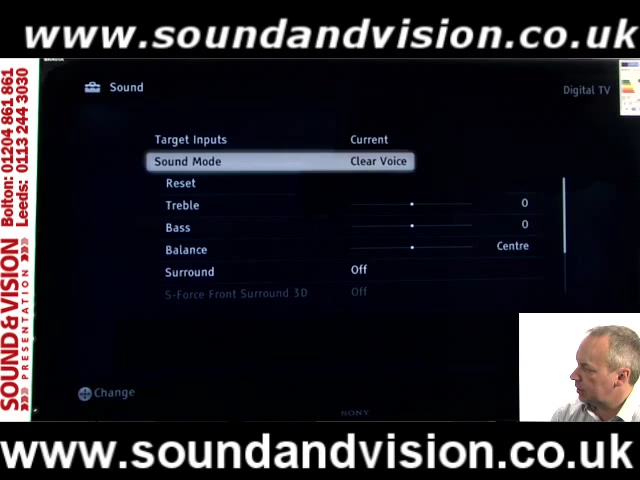 www.soundandvision.co.uk
Sound
Digital TV
Target Inputs Current
Sound Mode Clear Voice
Reset
Treble 0
Bass 0
Balance Centre
Surround Off
S-Force Front Surround 3D Off
Change
SONY
Bolton: 01204 861 861
Leeds: 0113 244 3030
SOUND & VISION
PRESENTATION
www.soundandvision.co.uk